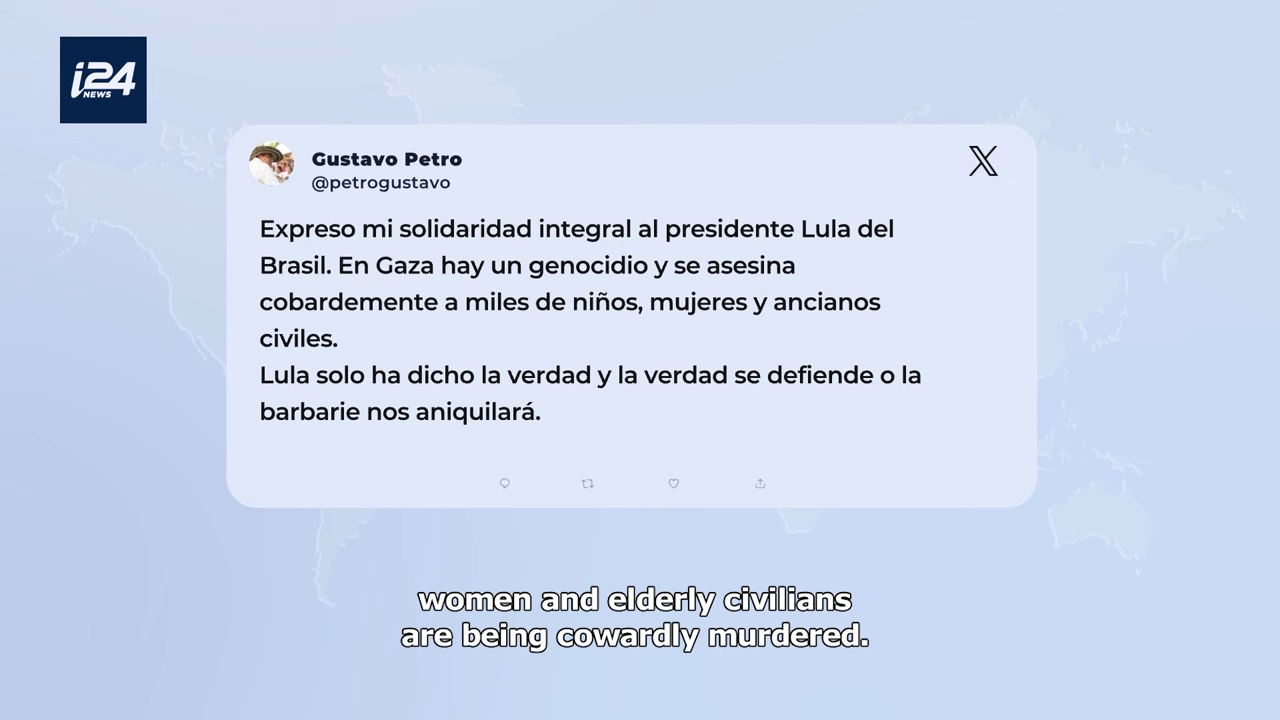 i24
NEWS
Gustavo Petro
@petrogustavo
Expreso mi solidaridad integral al presidente Lula del
Brasil. En Gaza hay un genocidio y se asesina
cobardemente a miles de niños, mujeres y ancianos
civiles.
Lula solo ha dicho la verdad y la verdad se defiende o la
barbarie nos aniquilará.
women and elderly civilians
are being cowardly murdered.